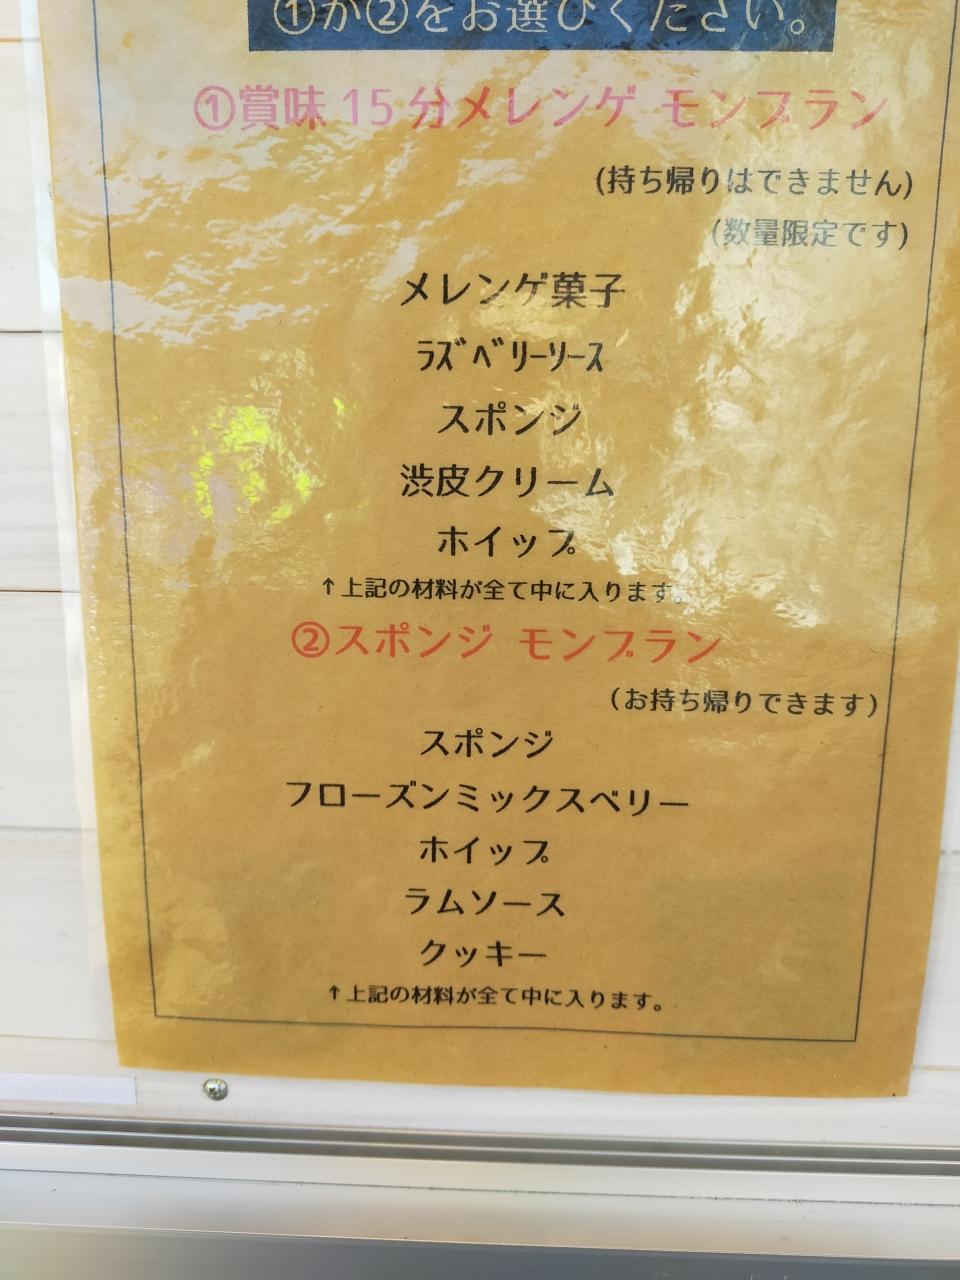 ①か②をお選びください。
①賞味15分メレンゲ モンブラン
(持ち帰りはできません)
(数量限定です)
メレンゲ菓子
ﾗｽﾞﾍﾞﾘｰｿｰｽ
スポンジ
渋皮クリーム
ホイップ
↑上記の材料が全て中に入ります。
②スポンジ モンブラン
(お持ち帰りできます)
スポンジ
フローズンミックスベリー
ホイップ
ラムソース
クッキー
↑上記の材料が全て中に入ります。